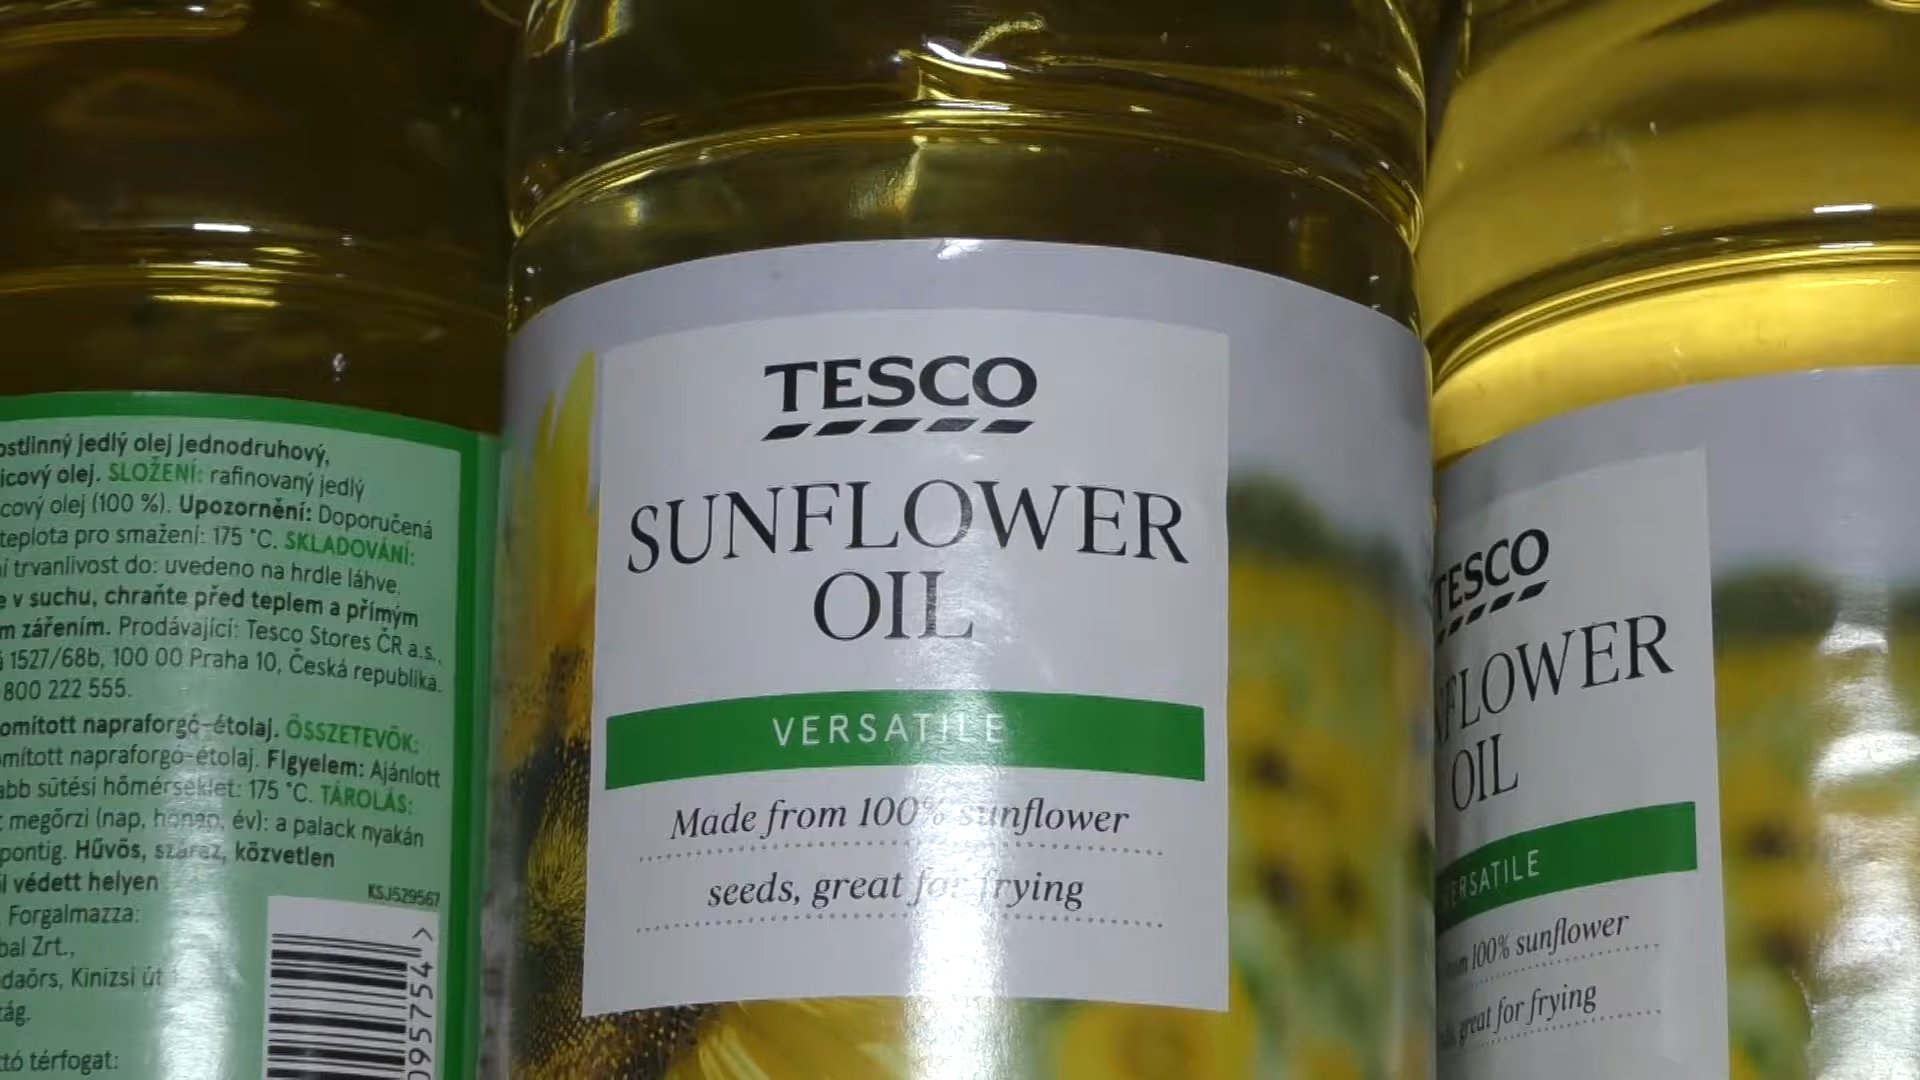 ostlinný jedlý olej jednodruhový,
icový olej. SLOŽENÍ: rafinovaný jedlý
cový olej (100 %). Upozornění: Doporučená
teplota pro smažení: 175 °C. SKLADOVÁNÍ:
í trvanlivost do: uvedeno na hrdle láhve.
e v suchu, chraňte před teplem a přímým
m zářením. Prodávající: Tesco Stores ČR a.s.,
1527/68b, 100 00 Praha 10, Česká republika.
800 222 555.
omított napraforgó-étolaj. ÖSSZETEVŐK:
omított napraforgó-étolaj. Figyelem: Ajánlott
abb sütési hőmérséklet: 175 °C. TÁROLÁS:
megőrzi (nap, hónap, év): a palack nyakán
pontig. Hűvös, száraz, közvetlen
l védett helyen
KSJ529567
Forgalmazza:
bal Zrt.,
daörs, Kinizsi út
ág.
tó térfogat:
095754>
TESCO
SUNFLOWER
OIL
VERSATILE
Made from 100% sunflower
seeds, great for frying
TESCO
NFLOWER
OIL
ERSATILE
om 100% sunflower
great for frying